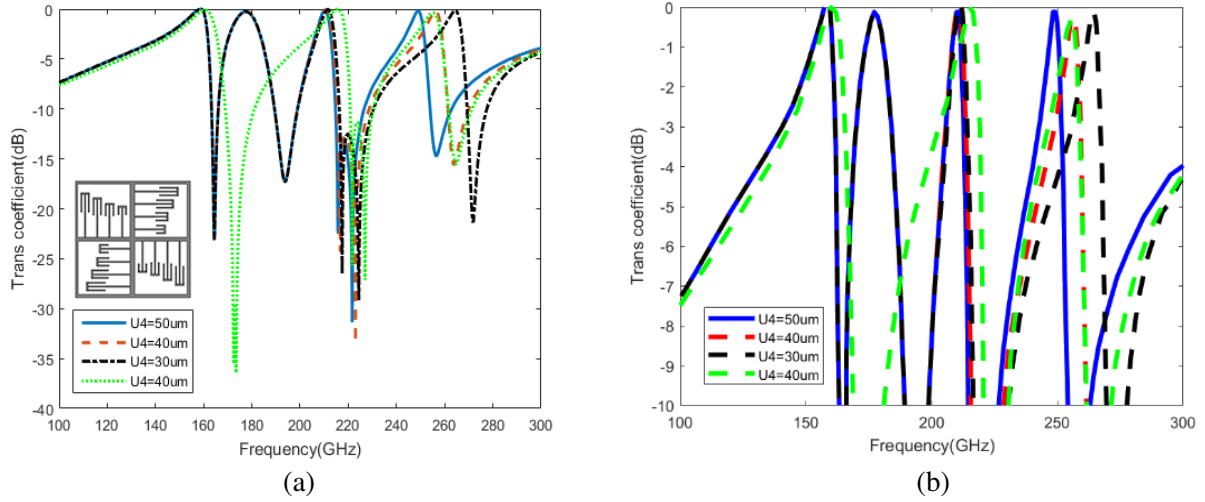 0
-5
-10
-15
-20
-25
-30
-35
-40
Trans coefficient(dB)
U4=50um
U4=40um
U4=30um
U4=40um
100 120 140 160 180 200 220 240 260 280 300
Frequency(GHz)
(a)
0
-1
-2
-3
-4
-5
-6
-7
-8
-9
-10
Trans coefficient(dB)
U4=50um
U4=40um
U4=30um
U4=40um
100 150 200 250 300
Frequency(GHz)
(b)